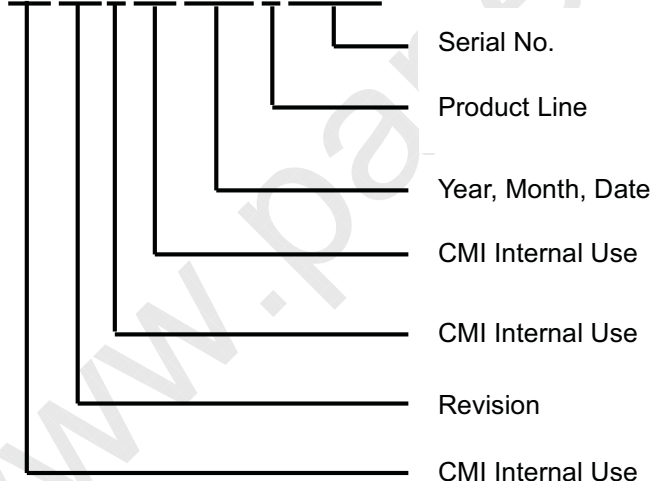 Serial No.
Product Line
Year, Month, Date
CMI Internal Use
CMI Internal Use
Revision
CMI Internal Use